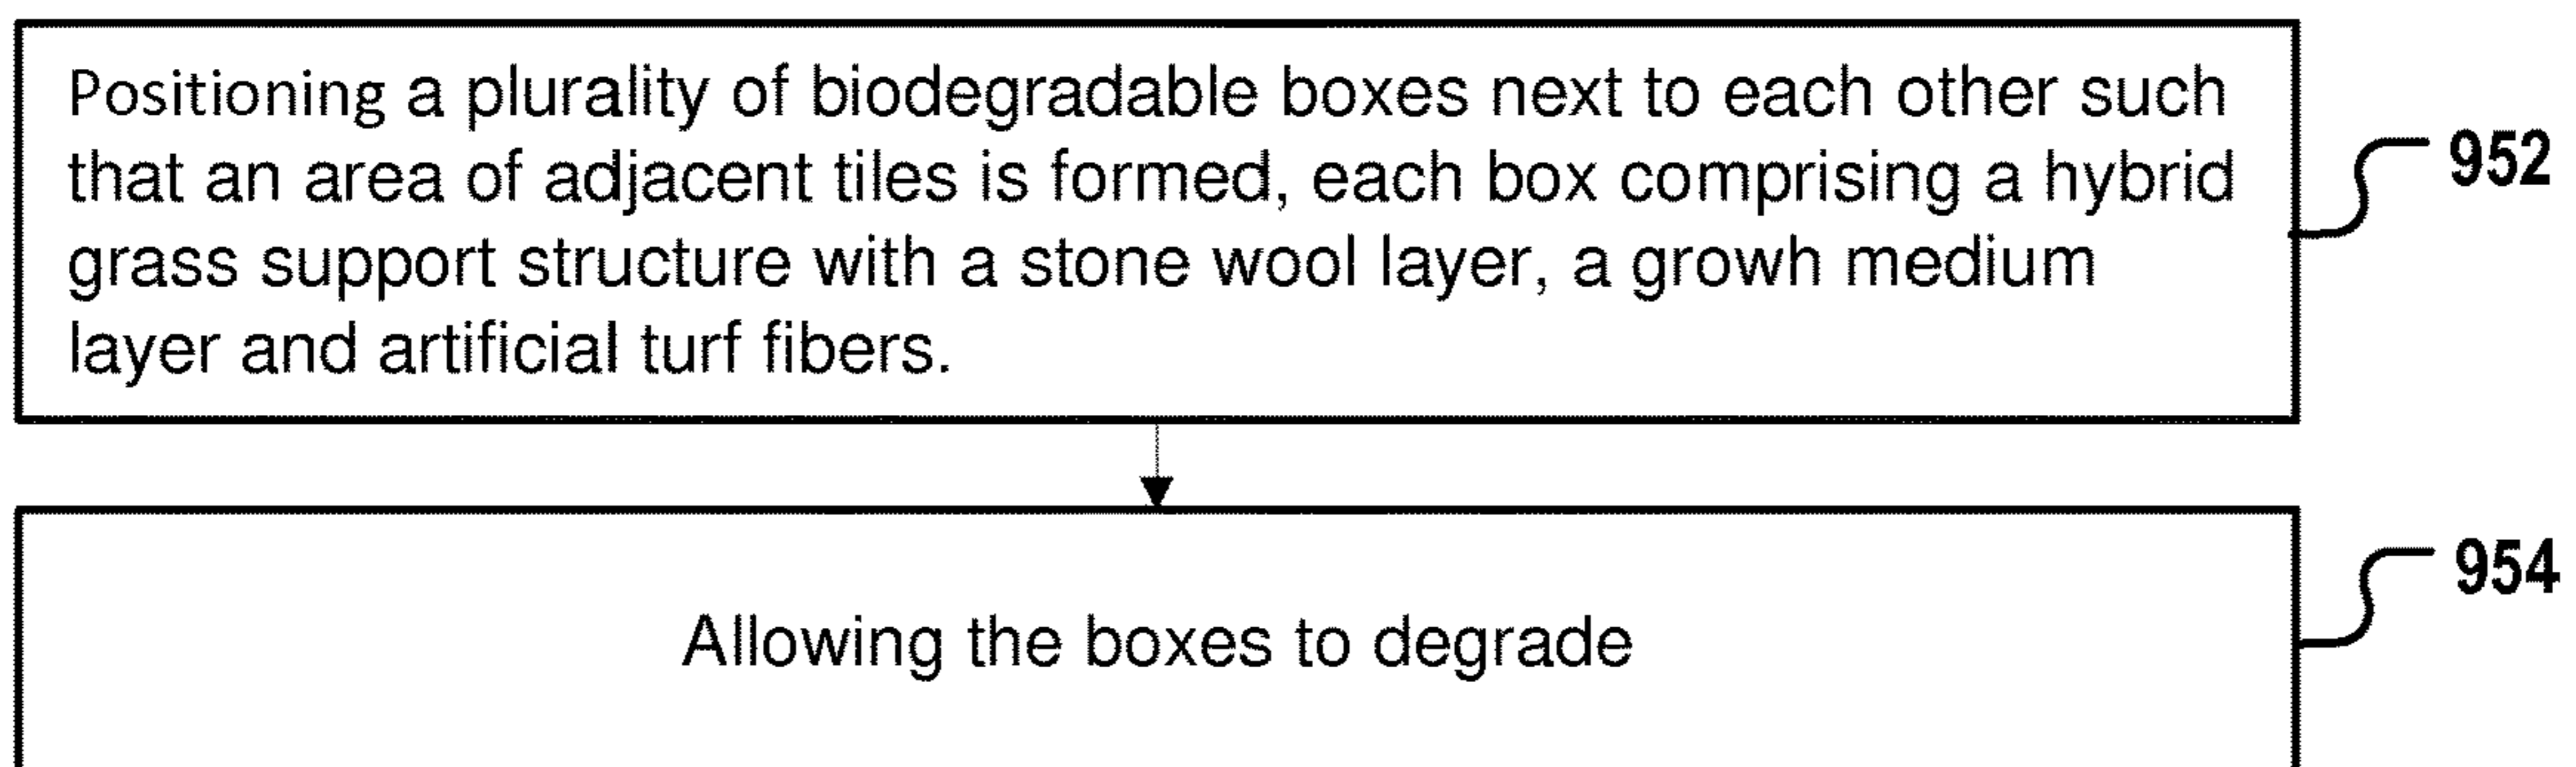 Positioning a plurality of biodegradable boxes next to each other such
that an area of adjacent tiles is formed, each box comprising a hybrid
grass support structure with a stone wool layer, a growh medium
layer and artificial turf fibers.
952
Allowing the boxes to degrade
954